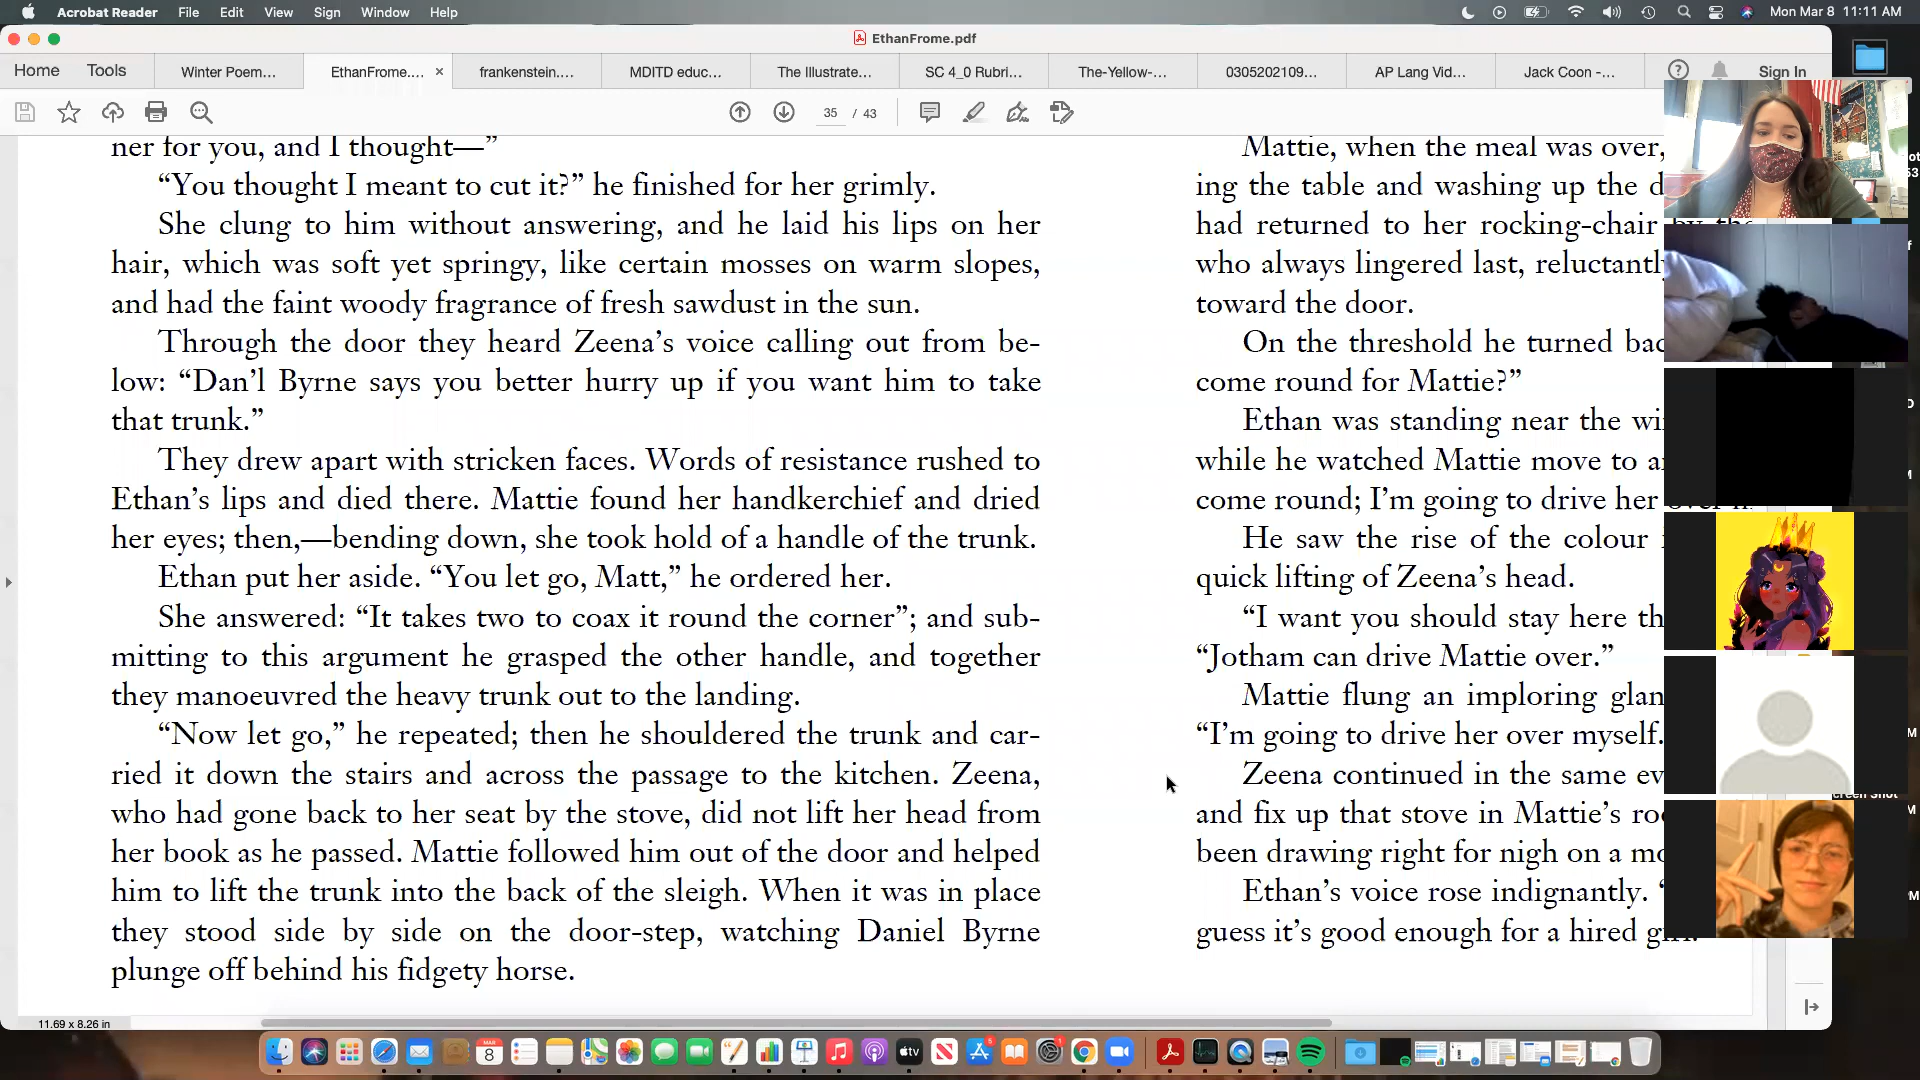 Acrobat Reader File Edit View Sign Window Help Mon Mar 8 11:11 AM
EthanFrome.pdf
Home Tools Winter Poem... EthanFrome.... × frankenstein.... MDITD educ... The Illustrate... SC 4_0 Rubri... The-Yellow-... 0305202109... AP Lang Vid... Jack Coon -... Sign In
35 / 43
ner for you, and I thought—”
“You thought I meant to cut it?” he finished for her grimly.
She clung to him without answering, and he laid his lips on her
hair, which was soft yet springy, like certain mosses on warm slopes,
and had the faint woody fragrance of fresh sawdust in the sun.
Through the door they heard Zeena’s voice calling out from be-
low: “Dan’l Byrne says you better hurry up if you want him to take
that trunk.”
They drew apart with stricken faces. Words of resistance rushed to
Ethan’s lips and died there. Mattie found her handkerchief and dried
her eyes; then,—bending down, she took hold of a handle of the trunk.
Ethan put her aside. “You let go, Matt,” he ordered her.
She answered: “It takes two to coax it round the corner”; and sub-
mitting to this argument he grasped the other handle, and together
they manoeuvred the heavy trunk out to the landing.
“Now let go,” he repeated; then he shouldered the trunk and car-
ried it down the stairs and across the passage to the kitchen. Zeena,
who had gone back to her seat by the stove, did not lift her head from
her book as he passed. Mattie followed him out of the door and helped
him to lift the trunk into the back of the sleigh. When it was in place
they stood side by side on the door-step, watching Daniel Byrne
plunge off behind his fidgety horse.
Mattie, when the meal was over,
ing the table and washing up the d
had returned to her rocking-chair by the
who always lingered last, reluctantly
toward the door.
On the threshold he turned bac
come round for Mattie?”
Ethan was standing near the wi
while he watched Mattie move to a
come round; I’m going to drive her over m
He saw the rise of the colour i
quick lifting of Zeena’s head.
“I want you should stay here th
“Jotham can drive Mattie over.”
Mattie flung an imploring glan
“I’m going to drive her over myself.
Zeena continued in the same ev
and fix up that stove in Mattie’s ro
been drawing right for nigh on a mo
Ethan’s voice rose indignantly. “
guess it’s good enough for a hired girl.
11.69 x 8.26 in
MAR
8
tv